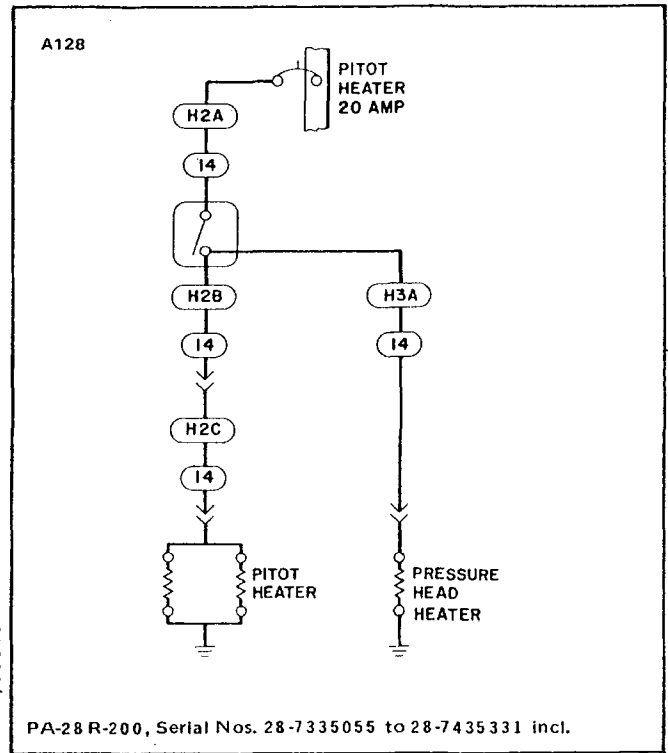 A128
PITOT
HEATER
20 AMP
H2A
14
H2B
H3A
14
14
H2C
14
PITOT
HEATER
PRESSURE
HEAD
HEATER
PA-28R-200, Serial Nos. 28-7335055 to 28-7435331 incl.